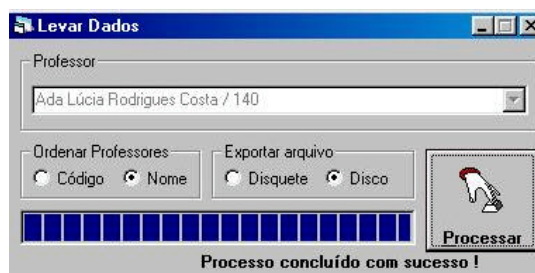 Levar Dados
Professor
Ada Lúcia Rodrigues Costa / 140
Ordenar Professores
Exportar arquivo
Código Nome
Disquete Disco
Processar
Processo concluído com sucesso !